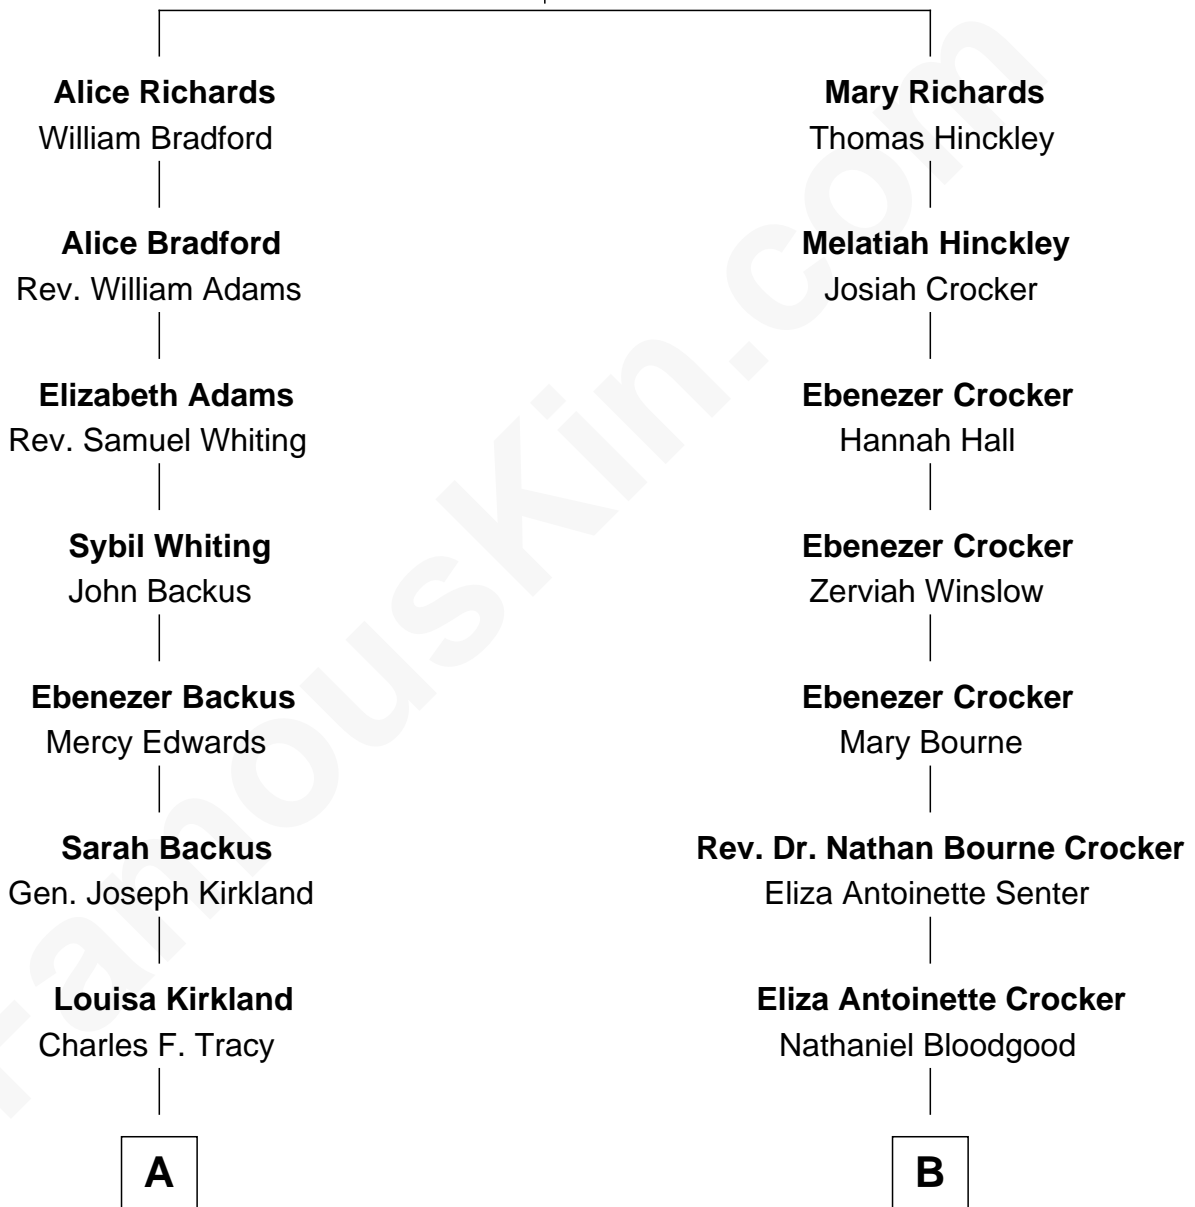 Alice Richards
William Bradford
Alice Bradford
Rev. William Adams
Elizabeth Adams
Rev. Samuel Whiting
Sybil Whiting
John Backus
Ebenezer Backus
Mercy Edwards
Sarah Backus
Gen. Joseph Kirkland
Louisa Kirkland
Charles F. Tracy
A
Mary Richards
Thomas Hinckley
Melatiah Hinckley
Josiah Crocker
Ebenezer Crocker
Hannah Hall
Ebenezer Crocker
Zerviah Winslow
Ebenezer Crocker
Mary Bourne
Rev. Dr. Nathan Bourne Crocker
Eliza Antoinette Senter
Eliza Antoinette Crocker
Nathaniel Bloodgood
B
FamousKin.com